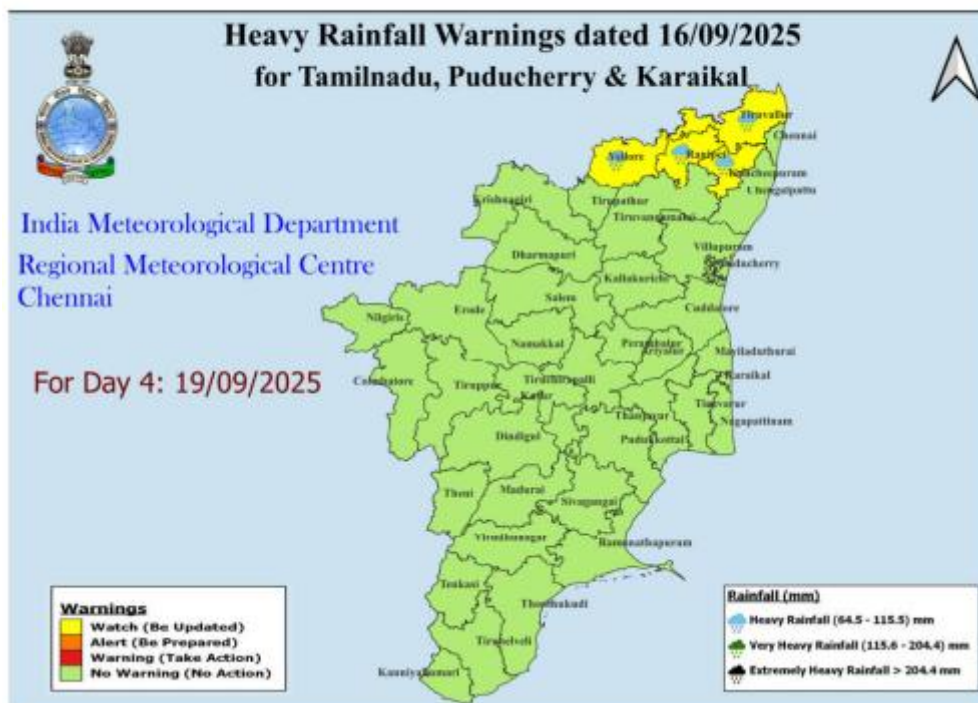 Heavy Rainfall Warnings dated 16/09/2025
for Tamilnadu, Puducherry & Karaikal
India Meteorological Department
Regional Meteorological Centre
Chennai
For Day 4: 19/09/2025
Tiruvallur
Chennai
Vellore
Ranipet
Kancheepuram
Chengalpattu
Krishnagiri
Tirupathur
Tiruvannamalai
Villupuram
Puducherry
Dharmapuri
Kallakurichi
Salem
Cuddalore
Nilgiris
Erode
Namakkal
Perambalur
Ariyalur
Mayiladuthurai
Karaikal
Coimbatore
Tiruppur
Tiruchirapalli
Karur
Thanjavur
Tiruvarur
Nagapattinam
Dindigul
Pudukkottai
Theni
Madurai
Sivagangai
Virudhunagar
Ramanathapuram
Tenkasi
Thoothukudi
Tirunelveli
Kanniyakumari
Warnings
Watch (Be Updated)
Alert (Be Prepared)
Warning (Take Action)
No Warning (No Action)
Rainfall (mm)
Heavy Rainfall (64.5 - 115.5) mm
Very Heavy Rainfall (115.6 - 204.4) mm
Extremely Heavy Rainfall > 204.4 mm